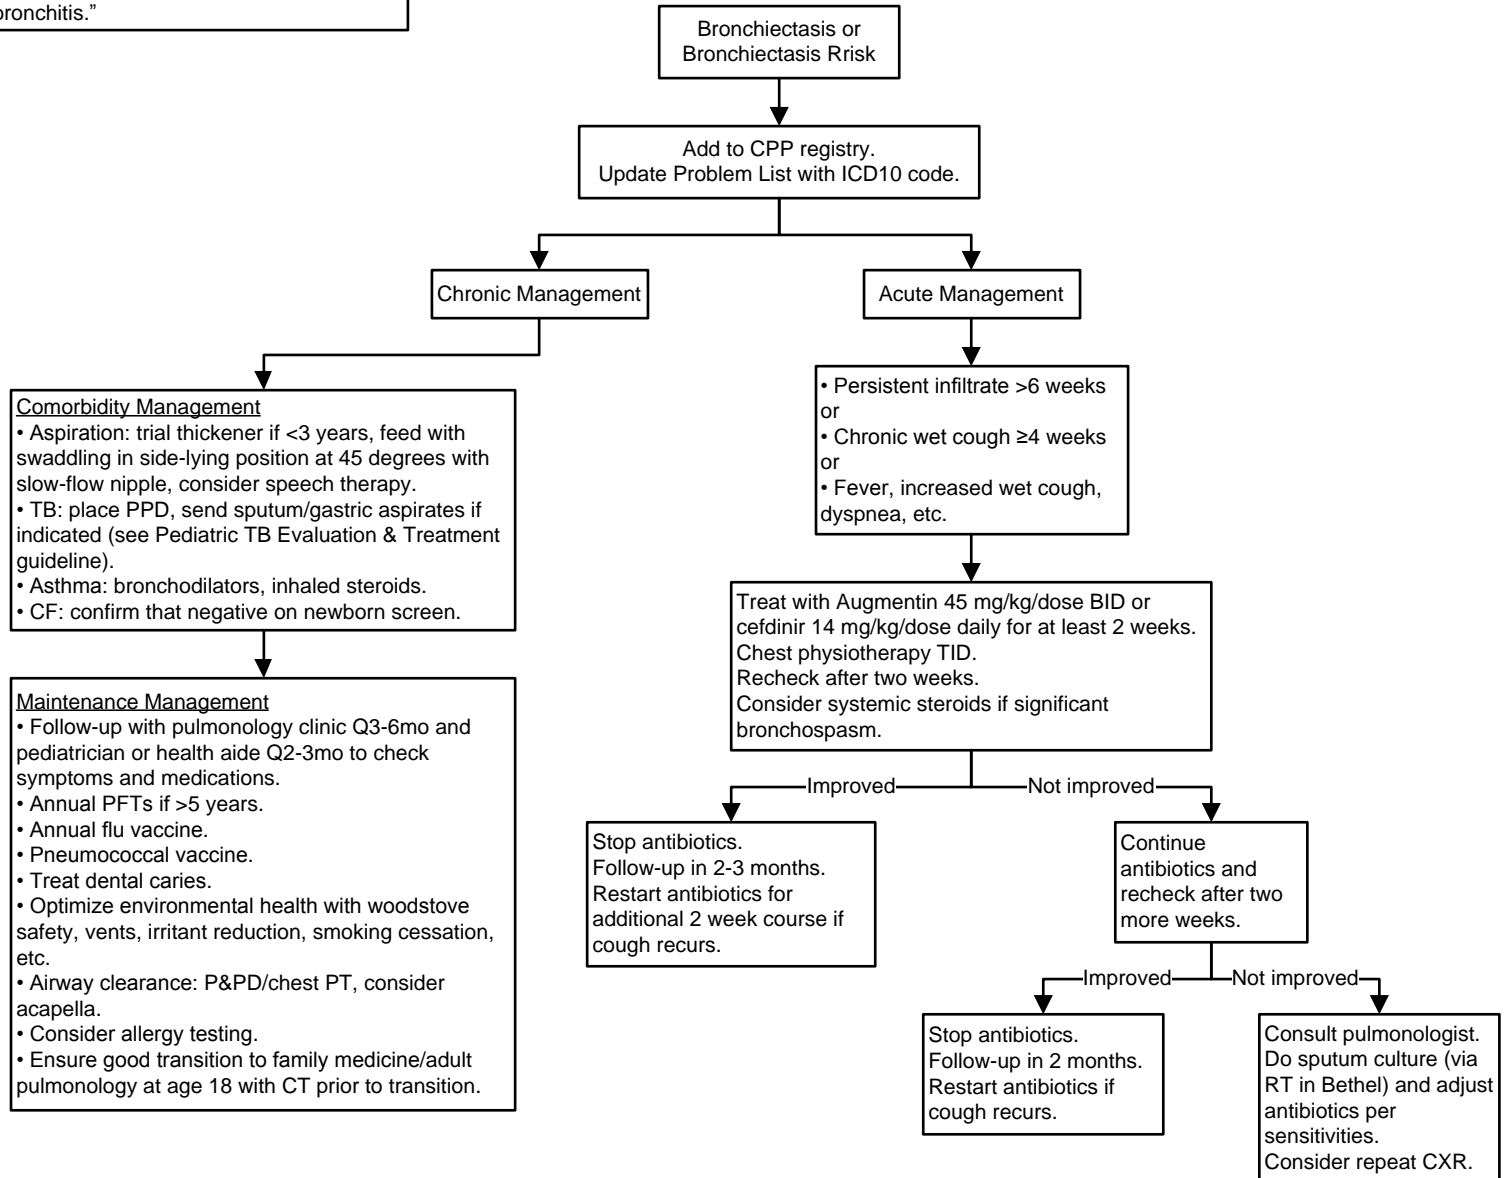 bronchitis.”
Bronchiectasis or
Bronchiectasis Rrisk
Add to CPP registry.
Update Problem List with ICD10 code.
Chronic Management
Acute Management
Comorbidity Management
• Aspiration: trial thickener if <3 years, feed with
swaddling in side-lying position at 45 degrees with
slow-flow nipple, consider speech therapy.
• TB: place PPD, send sputum/gastric aspirates if
indicated (see Pediatric TB Evaluation & Treatment
guideline).
• Asthma: bronchodilators, inhaled steroids.
• CF: confirm that negative on newborn screen.
Maintenance Management
• Follow-up with pulmonology clinic Q3-6mo and
pediatrician or health aide Q2-3mo to check
symptoms and medications.
• Annual PFTs if >5 years.
• Annual flu vaccine.
• Pneumococcal vaccine.
• Treat dental caries.
• Optimize environmental health with woodstove
safety, vents, irritant reduction, smoking cessation,
etc.
• Airway clearance: P&PD/chest PT, consider
acapella.
• Consider allergy testing.
• Ensure good transition to family medicine/adult
pulmonology at age 18 with CT prior to transition.
• Persistent infiltrate >6 weeks
or
• Chronic wet cough ≥4 weeks
or
• Fever, increased wet cough,
dyspnea, etc.
Treat with Augmentin 45 mg/kg/dose BID or
cefdinir 14 mg/kg/dose daily for at least 2 weeks.
Chest physiotherapy TID.
Recheck after two weeks.
Consider systemic steroids if significant
bronchospasm.
Improved
Not improved
Stop antibiotics.
Follow-up in 2-3 months.
Restart antibiotics for
additional 2 week course if
cough recurs.
Continue
antibiotics and
recheck after two
more weeks.
Improved
Not improved
Stop antibiotics.
Follow-up in 2 months.
Restart antibiotics if
cough recurs.
Consult pulmonologist.
Do sputum culture (via
RT in Bethel) and adjust
antibiotics per
sensitivities.
Consider repeat CXR.